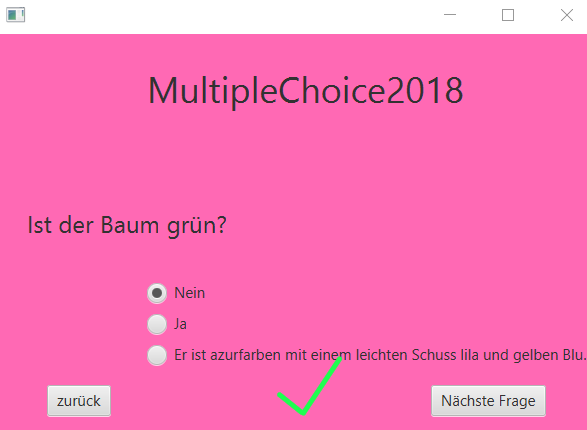 MultipleChoice2018
Ist der Baum grün?
Nein
Ja
Er ist azurfarben mit einem leichten Schuss lila und gelben Blu...
zurück
Nächste Frage